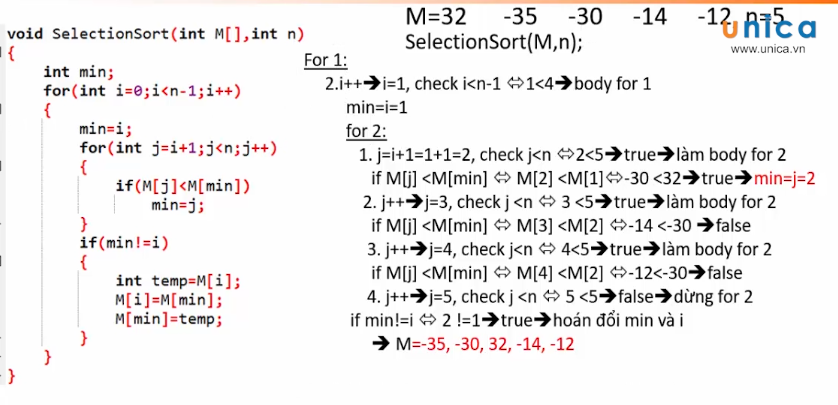 void SelectionSort(int M[],int n)
{
int min;
for(int i=0;i<n-1;i++)
{
min=i;
for(int j=i+1;j<n;j++)
{
if(M[j]<M[min])
min=j;
}
if(min!=i)
{
int temp=M[i];
M[i]=M[min];
M[min]=temp;
}
}
}
M=32 -35 -30 -14 -12 n=5
SelectionSort(M,n);
unica
www.unica.vn
For 1:
2.i++➔i=1, check i<n-1 ⇔1<4➔body for 1
min=i=1
for 2:
1. j=i+1=1+1=2, check j<n ⇔2<5➔true➔làm body for 2
if M[j] <M[min] ⇔ M[2] <M[1]⇔-30 <32➔true➔min=j=2
2. j++➔j=3, check j <n ⇔ 3 <5➔true➔làm body for 2
if M[j] <M[min] ⇔ M[3] <M[2] ⇔-14 <-30 ➔false
3. j++➔j=4, check j<n ⇔ 4<5➔true➔làm body for 2
if M[j] <M[min] ⇔ M[4] <M[2] ⇔-12<-30➔false
4. j++➔j=5, check j <n ⇔ 5 <5➔false➔dừng for 2
if min!=i ⇔ 2 !=1➔true➔hoán đổi min và i
➔ M=-35, -30, 32, -14, -12